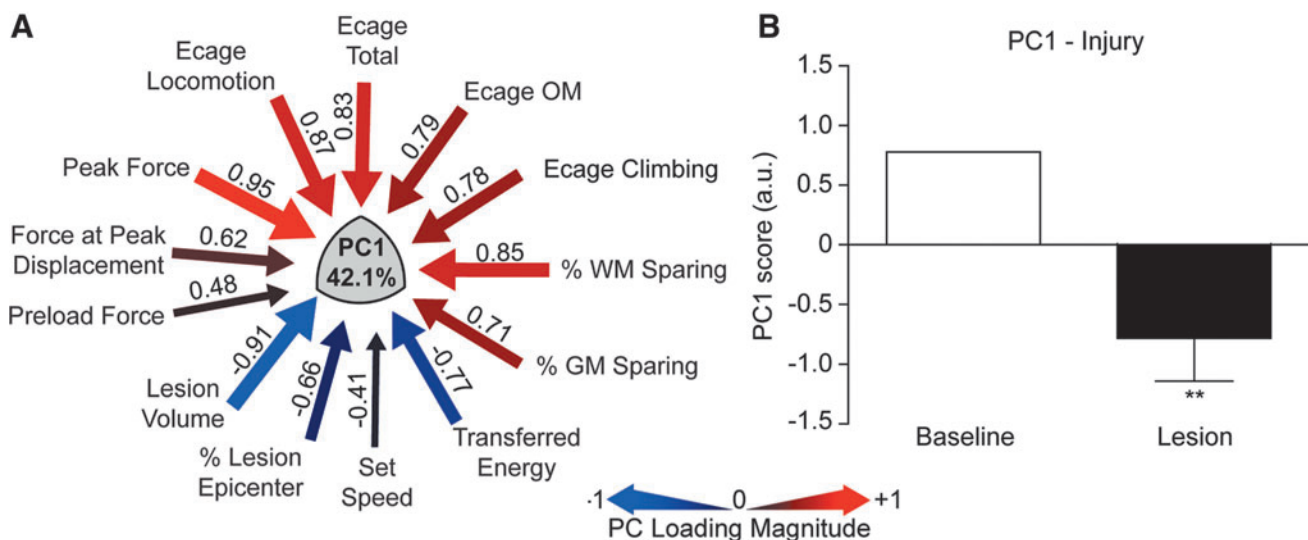 A
Ecage
Total
Ecage
Locomotion
Ecage OM
Peak Force
Ecage Climbing
Force at Peak
Displacement
% WM Sparing
Preload Force
% GM Sparing
Lesion
Volume
% Lesion
Epicenter
Set
Speed
Transferred
Energy
0.83
0.87
0.79
0.95
0.78
0.62
0.85
0.48
0.71
-0.91
-0.66
-0.41
-0.77
PC1
42.1%
-1
0
+1
PC Loading Magnitude
B
PC1 - Injury
PC1 score (a.u.)
1.5
1.0
0.5
0
-0.5
-1.0
-1.5
**
Baseline
Lesion